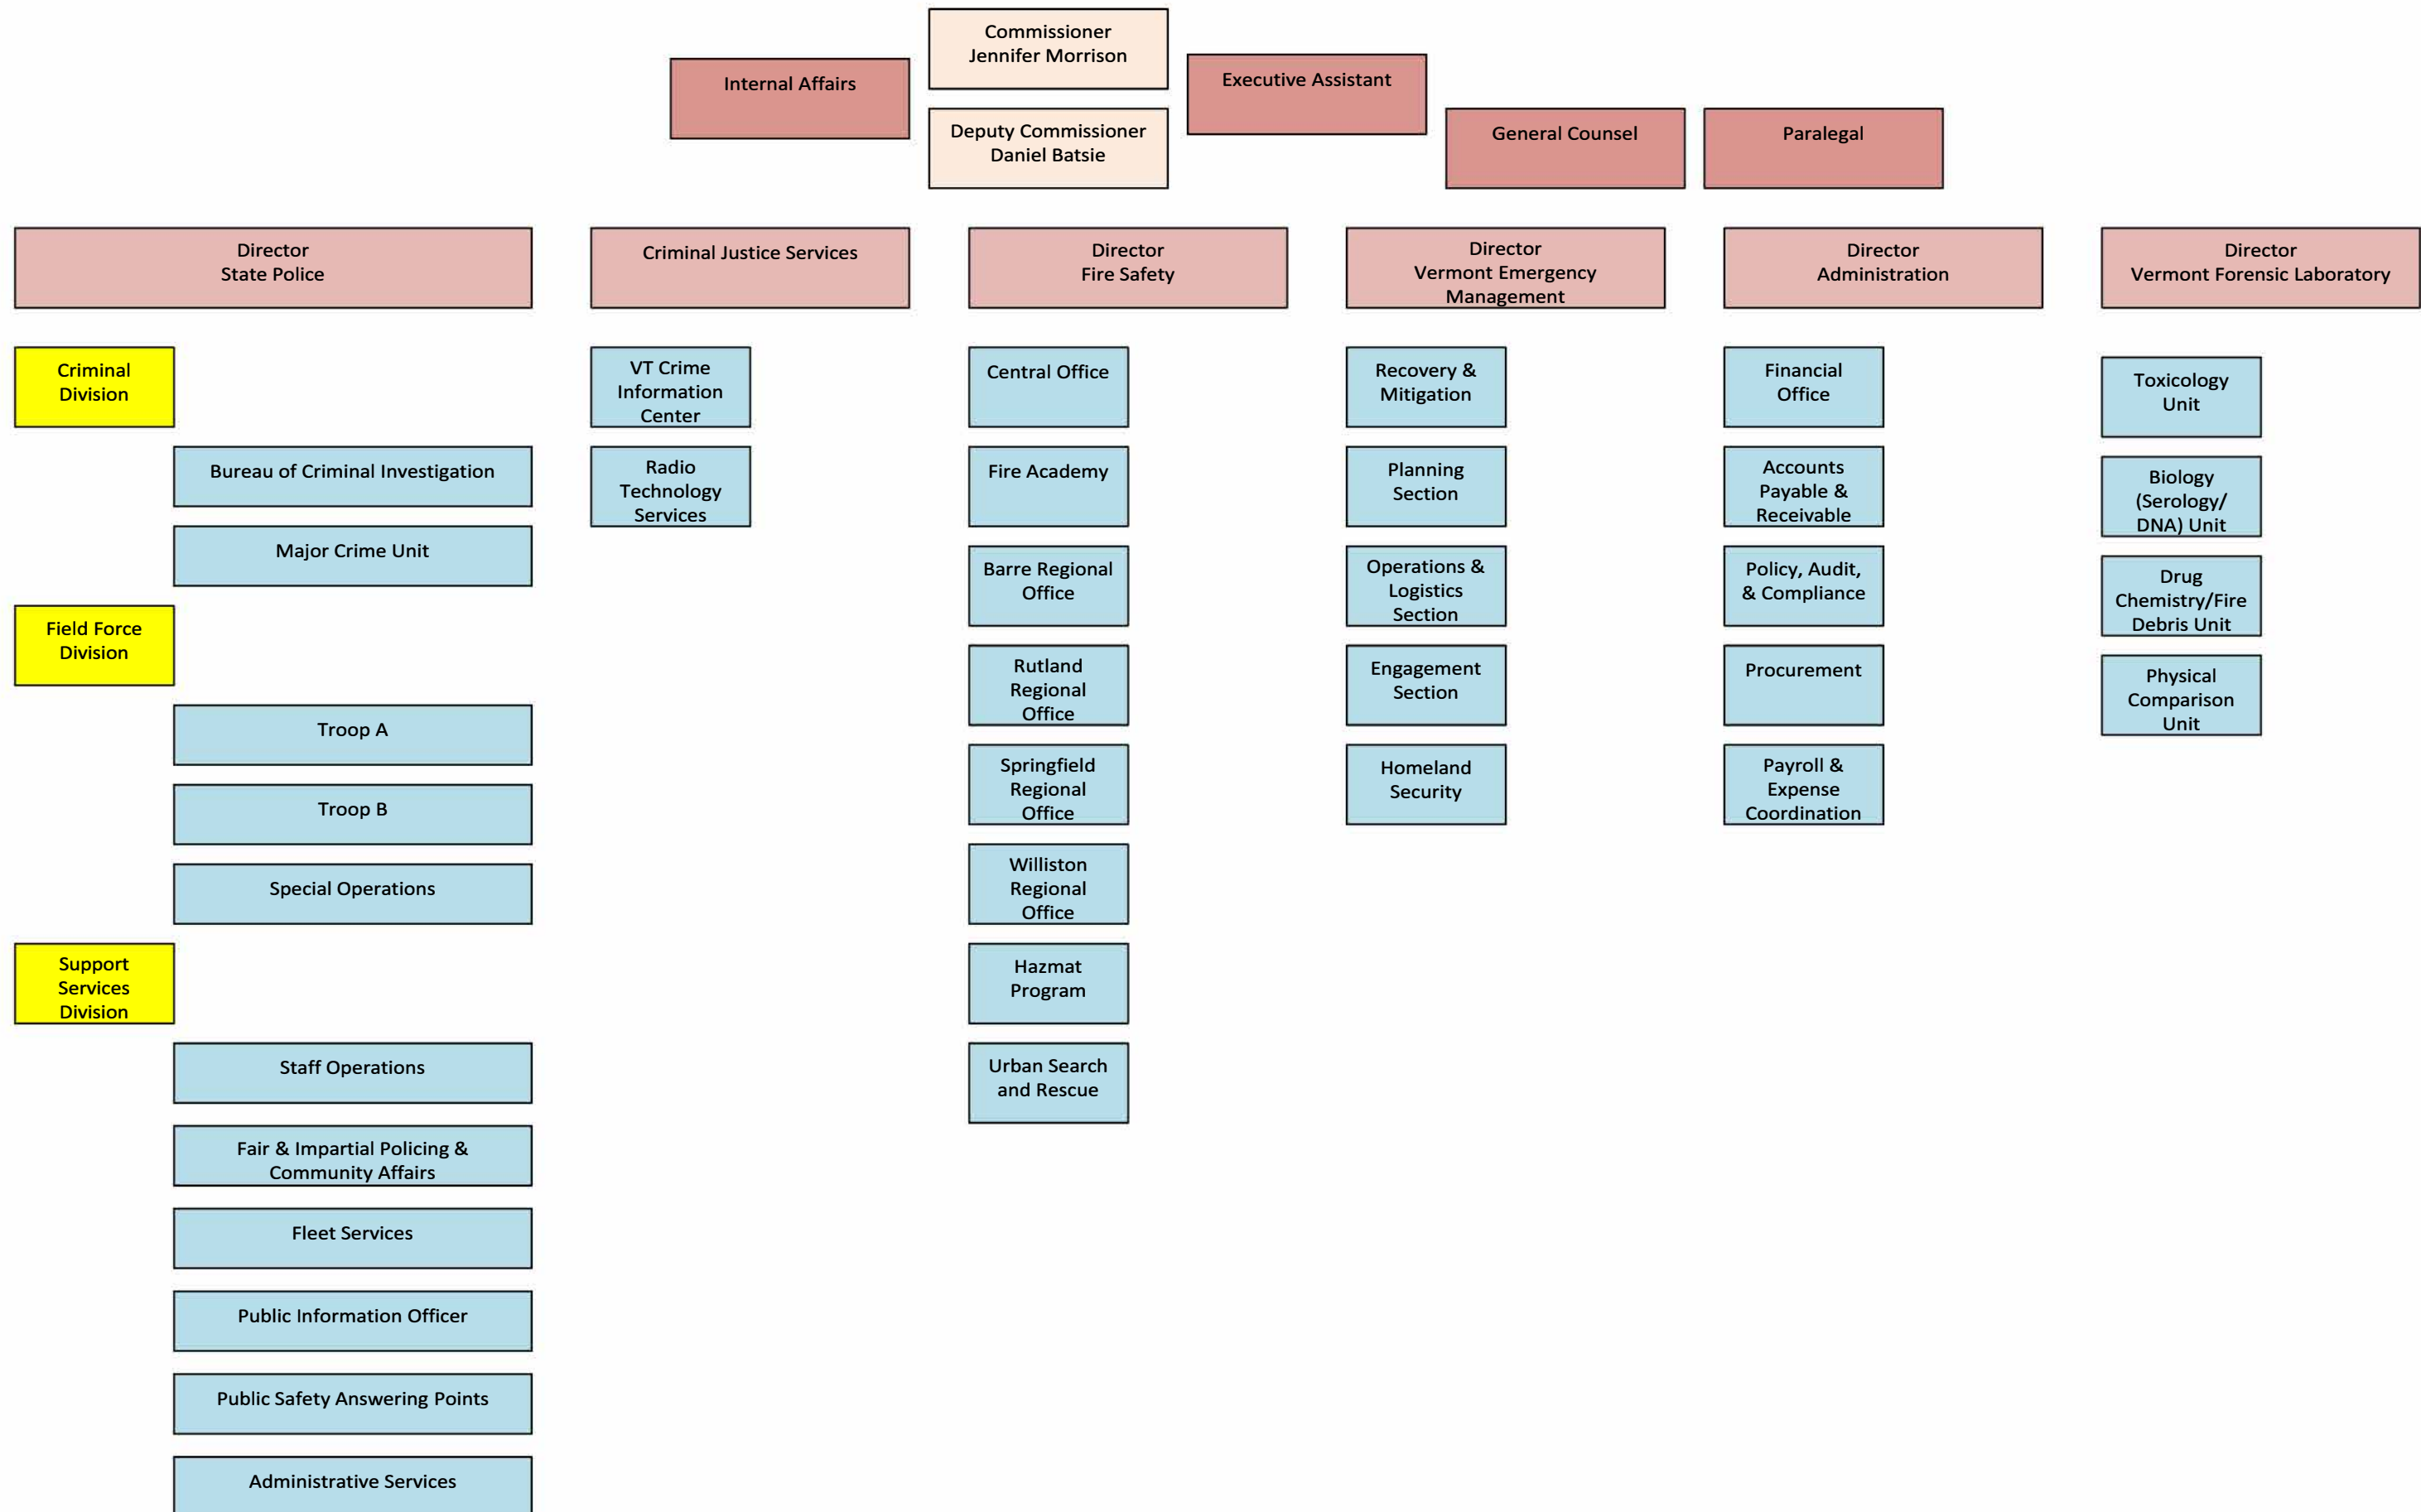 Commissioner
Jennifer Morrison
Internal Affairs
Executive Assistant
Deputy Commissioner
Daniel Batsie
General Counsel
Paralegal
Director
State Police
Criminal Justice Services
Director
Fire Safety
Director
Vermont Emergency
Management
Director
Administration
Director
Vermont Forensic Laboratory
Criminal
Division
Bureau of Criminal Investigation
Major Crime Unit
Field Force
Division
Troop A
Troop B
Special Operations
Support
Services
Division
Staff Operations
Fair & Impartial Policing &
Community Affairs
Fleet Services
Public Information Officer
Public Safety Answering Points
Administrative Services
VT Crime
Information
Center
Radio
Technology
Services
Central Office
Fire Academy
Barre Regional
Office
Rutland
Regional
Office
Springfield
Regional
Office
Williston
Regional
Office
Hazmat
Program
Urban Search
and Rescue
Recovery &
Mitigation
Planning
Section
Operations &
Logistics
Section
Engagement
Section
Homeland
Security
Financial
Office
Accounts
Payable &
Receivable
Policy, Audit,
& Compliance
Procurement
Payroll &
Expense
Coordination
Toxicology
Unit
Biology
(Serology/
DNA) Unit
Drug
Chemistry/Fire
Debris Unit
Physical
Comparison
Unit